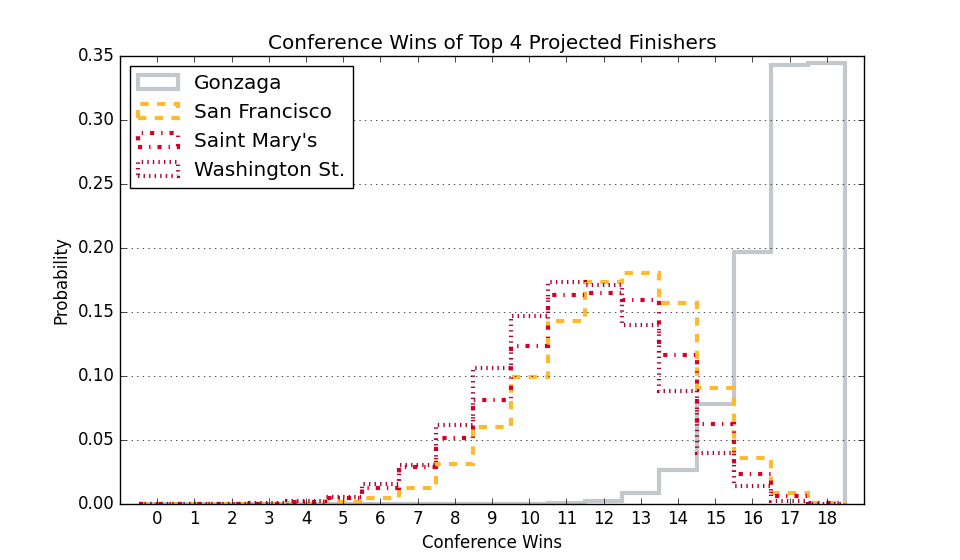 Conference Wins of Top 4 Projected Finishers
Gonzaga
San Francisco
Saint Mary's
Washington St.
0.35
0.30
0.25
0.20
0.15
0.10
0.05
0.00
Probability
0 1 2 3 4 5 6 7 8 9 10 11 12 13 14 15 16 17 18
Conference Wins